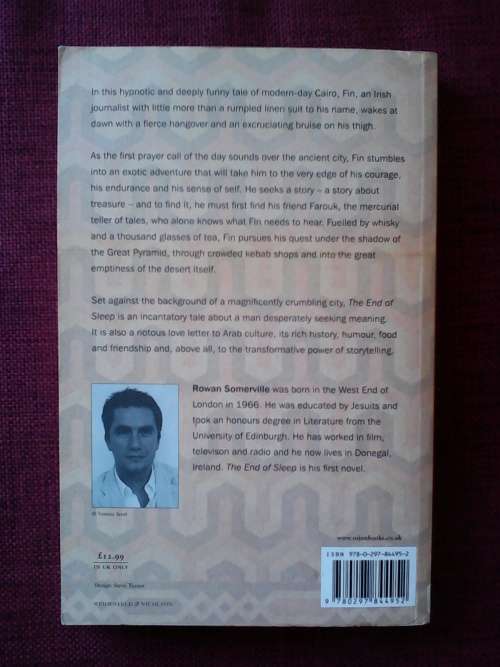 In this hypnotic and deeply funny tale of modern-day Cairo, Fin, an Irish
journalist with little more than a rumpled linen suit to his name, wakes at
dawn with a fierce hangover and an excruciating bruise on his thigh.
As the first prayer call of the day sounds over the ancient city, Fin stumbles
into an exotic adventure that will take him to the very edge of his courage,
his endurance and his sense of self. He seeks a story – a story about
treasure – and to find it, he must first find his friend Farouk, the mercurial
teller of tales, who alone knows what Fin needs to hear. Fuelled by whisky
and a thousand glasses of tea, Fin pursues his quest under the shadow of
the Great Pyramid, through crowded kebab shops and into the great
emptiness of the desert itself.
Set against the background of a magnificently crumbling city, The End of
Sleep is an incantatory tale about a man desperately seeking meaning.
It is also a riotous love letter to Arab culture, its rich history, humour, food
and friendship and, above all, to the transformative power of storytelling.
Rowan Somerville was born in the West End of
London in 1966. He was educated by Jesuits and
took an honours degree in Literature from the
University of Edinburgh. He has worked in film,
televison and radio and he now lives in Donegal,
Ireland. The End of Sleep is his first novel.
©
www.orionbooks.co.uk
£12.99
IN UK ONLY
ISBN 978-0-297-84495-2
Design: Steve
WEIDENFELD & NICOLSON
9 780297 844952